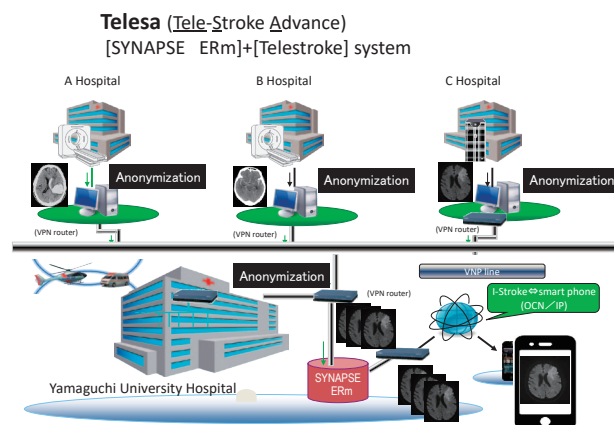 Telesa (Tele-Stroke Advance)
[SYNAPSE ERm]+[Telestroke] system
A Hospital
B Hospital
C Hospital
Anonymization
Anonymization
Anonymization
(VPN router)
(VPN router)
(VPN router)
Anonymization
VNP line
(VPN router)
I-Stroke⇔smart phone
(OCN／IP)
SYNAPSE
ERm
Yamaguchi University Hospital